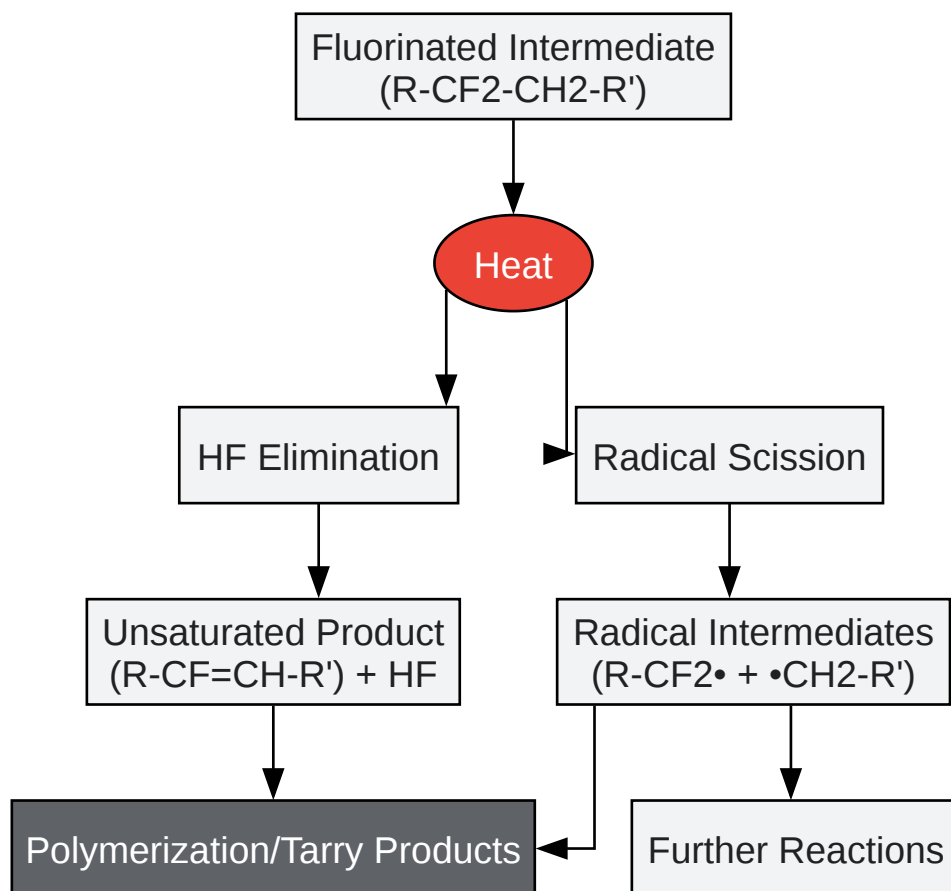 Fluorinated Intermediate
(R-CF2-CH2-R')
Heat
HF Elimination
Radical Scission
Unsaturated Product
(R-CF=CH-R') + HF
Radical Intermediates
(R-CF2• + •CH2-R')
Polymerization/Tarry Products
Further Reactions